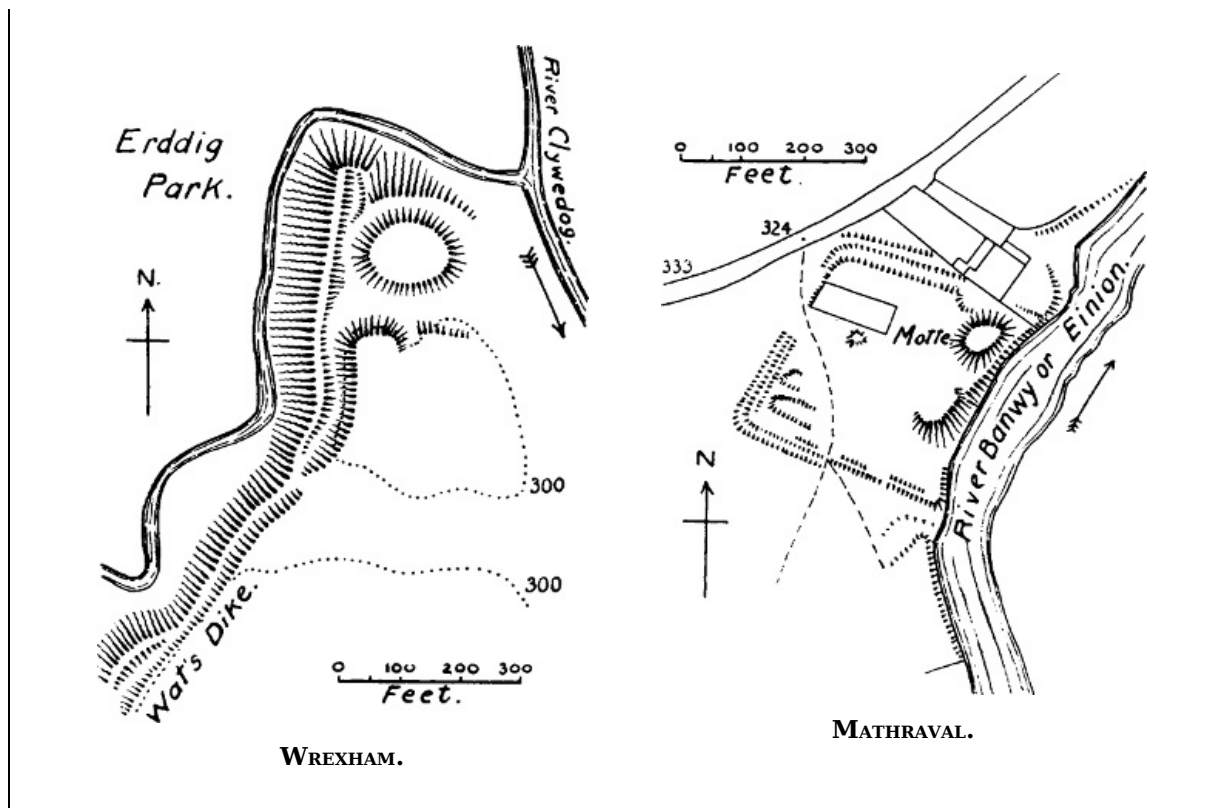 Erddig
Park.
River Clywedog.
N.
300
300
Wat's Dike.
0 100 200 300
Feet.
WREXHAM.
0 100 200 300
Feet.
324
333
Motte
River Banwy or Einion.
N
MATHRAVAL.